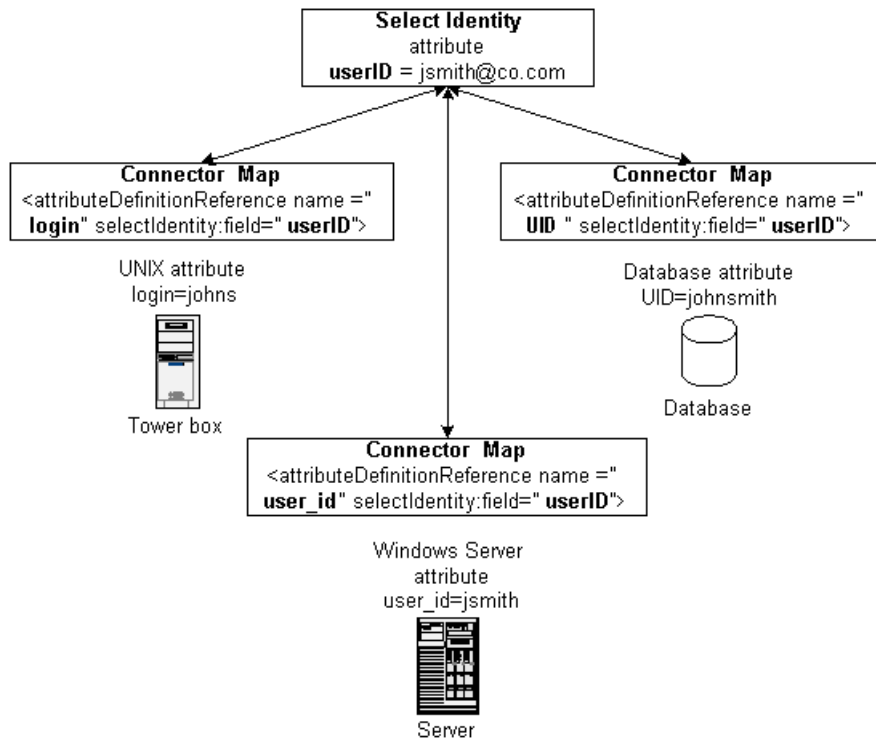 Select Identity
attribute
userID = jsmith@co.com
Connector Map
<attributeDefinitionReference name ="
login" selectIdentity:field=" userID">
Connector Map
<attributeDefinitionReference name ="
UID " selectIdentity:field=" userID">
UNIX attribute
login=johns
Tower box
Database attribute
UID=johnsmith
Database
Connector Map
<attributeDefinitionReference name ="
user_id" selectIdentity:field=" userID">
Windows Server
attribute
user_id=jsmith
Server